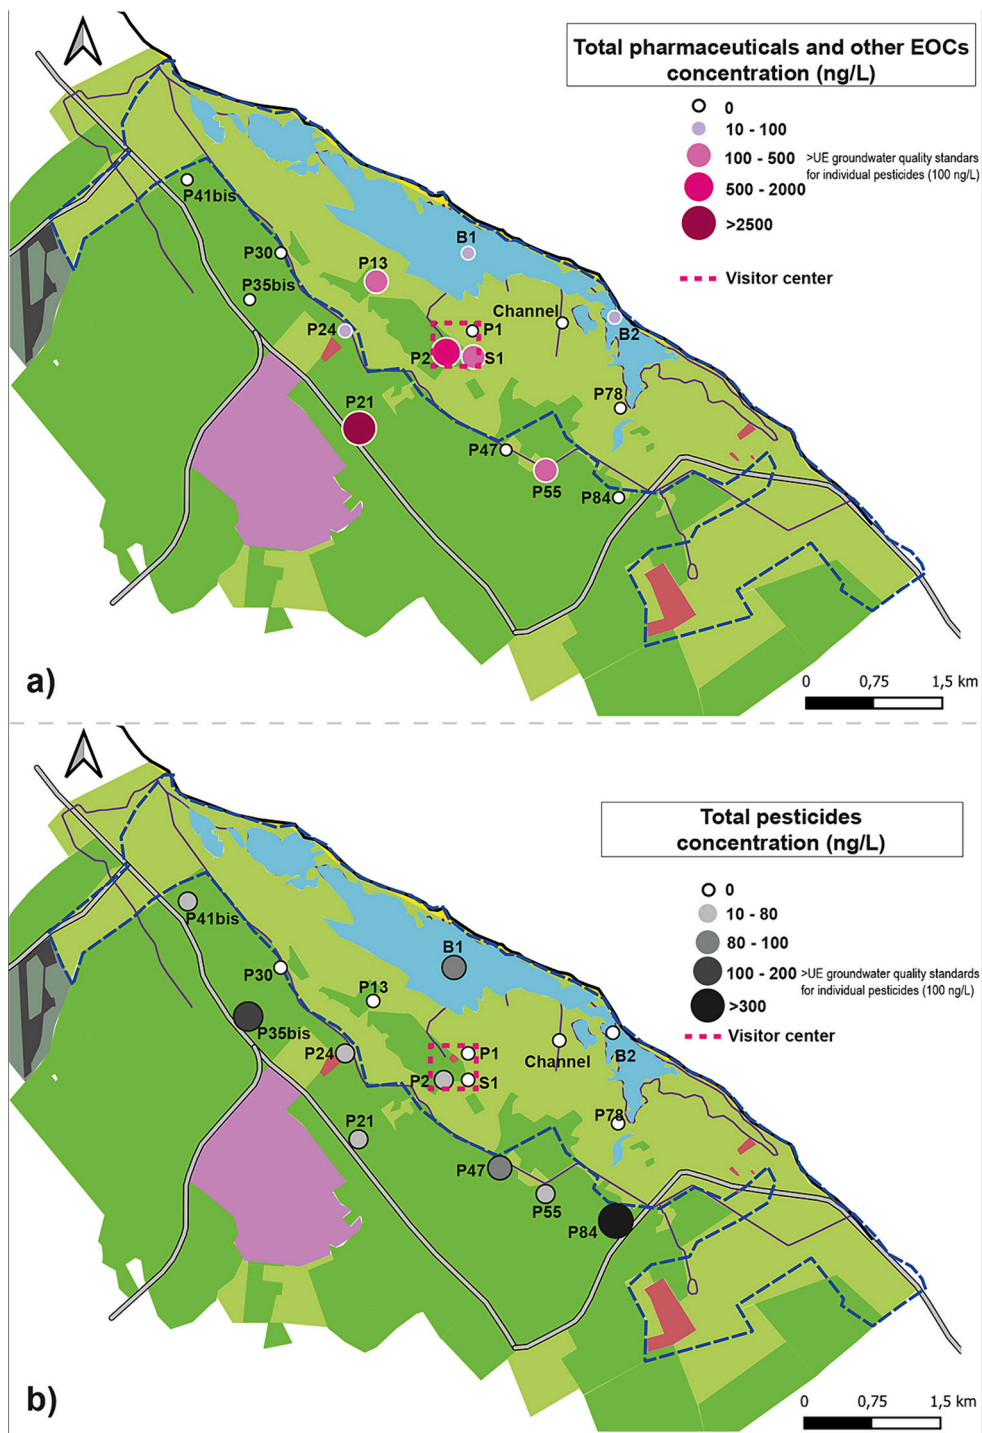 Total pharmaceuticals and other EOCs
concentration (ng/L)
0
10 - 100
100 - 500 >UE groundwater quality standars
for individual pesticides (100 ng/L)
500 - 2000
>2500
Visitor center
P41bis
P30
B1
P13
P35bis
Channel
P24
P1
B2
P2
S1
P21
P78
P47
P55
P84
a)
0 0,75 1,5 km
Total pesticides
concentration (ng/L)
0
10 - 80
80 - 100
100 - 200 >UE groundwater quality standards
for individual pesticides (100 ng/L)
>300
Visitor center
P41bis
B1
P30
P13
P35bis
P24
P1
B2
Channel
P2
S1
P78
P21
P47
P55
P84
b)
0 0,75 1,5 km